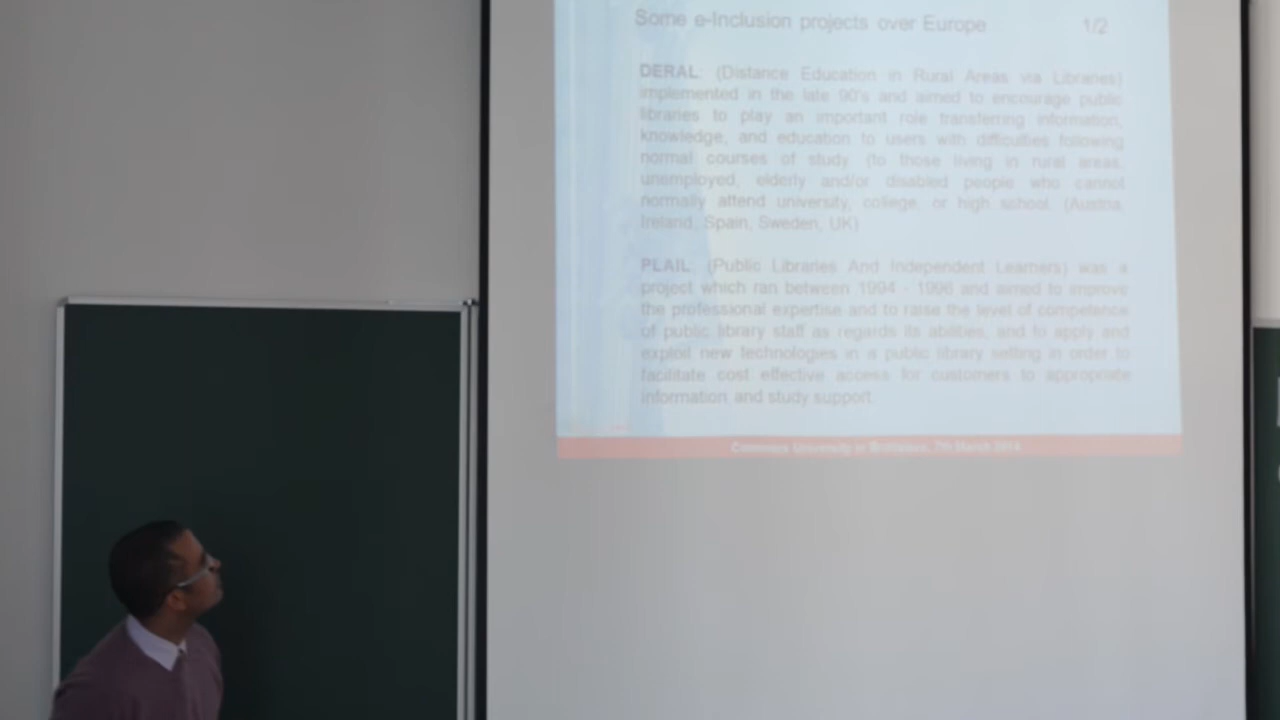 Some e-Inclusion projects over Europe 1/2
DERAL: (Distance Education in Rural Areas via Libraries)
implemented in the late 90's and aimed to encourage public
libraries to play an important role transferring information,
knowledge, and education to users with difficulties following
normal courses of study. (to those living in rural areas,
unemployed, elderly and/or disabled people who cannot
normally attend university, college, or high school. (Austria,
Ireland, Spain, Sweden, UK)
PLAIL: (Public Libraries And Independent Learners) was a
project which ran between 1994 - 1996 and aimed to improve
the professional expertise and to raise the level of competence
of public library staff as regards its abilities, and to apply and
exploit new technologies in a public library setting in order to
facilitate cost effective access for customers to appropriate
information and study support.
University in Bratislava, 7th March 2014